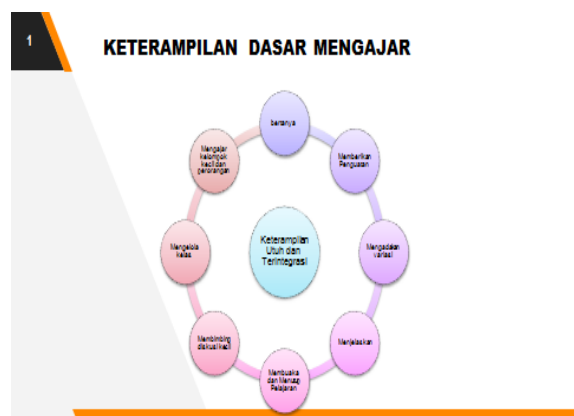 1
KETERAMPILAN DASAR MENGAJAR
bertanya
Memberikan
Penguatan
Mengadakan
variasi
Menjelaskan
Membuaka
dan Menutup
Pelajaran
Membimbing
diskusi kecil
Mengelola
kelas
Mengajar
kelompok
kecil dan
perorangan
Keterampilan
Utuh dan
Terintegrasi